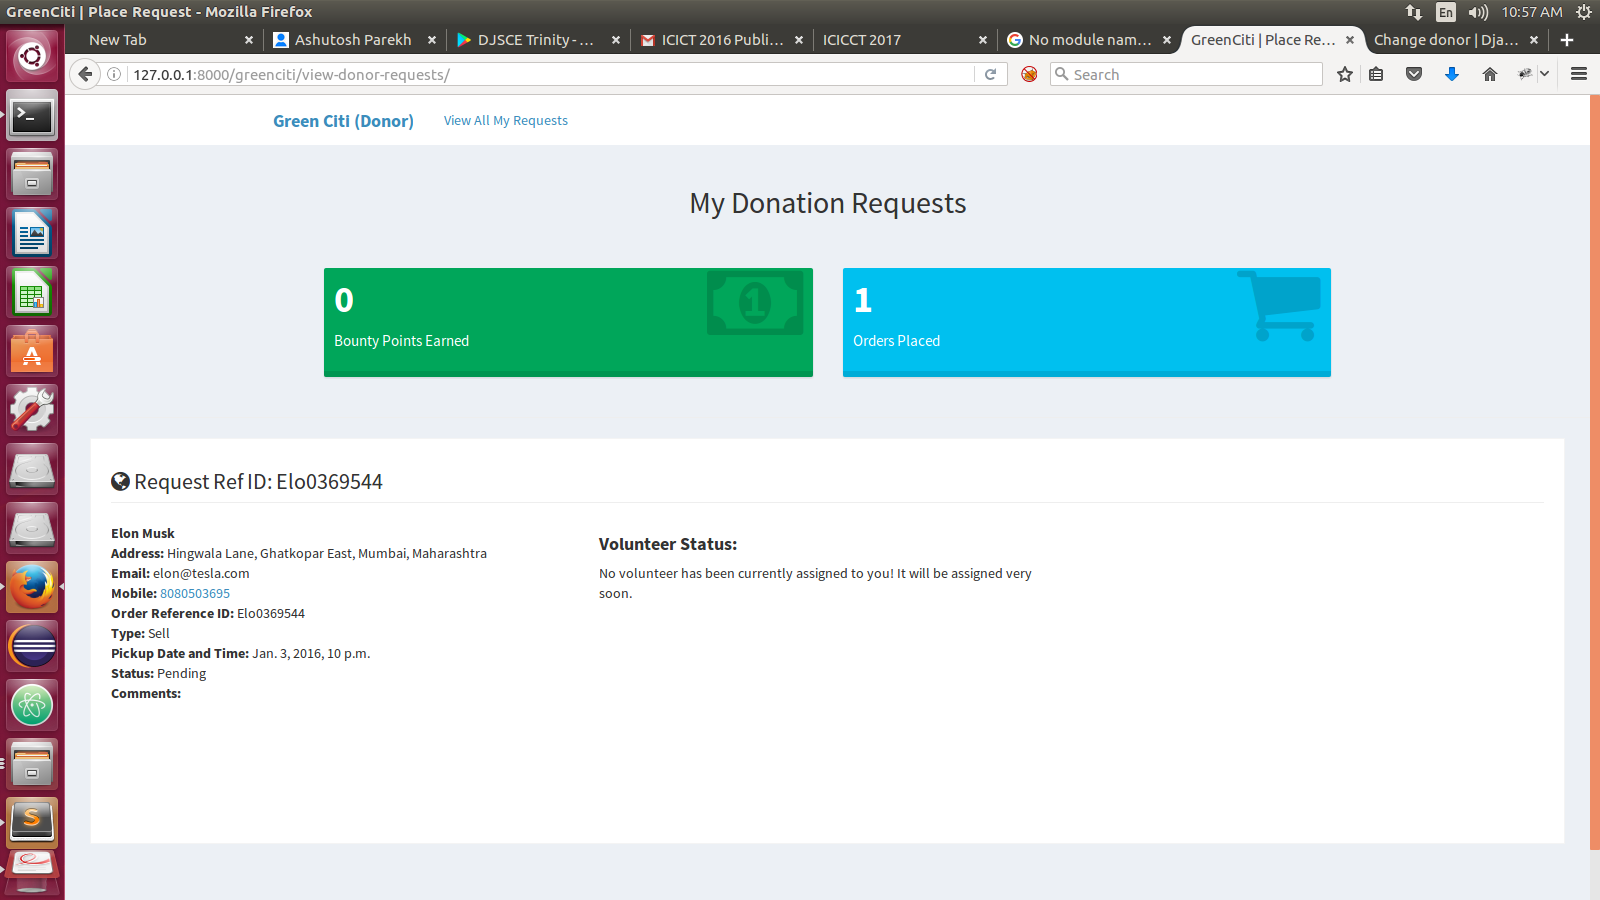 GreenCiti | Place Request - Mozilla Firefox
En
10:57 AM
New Tab
Ashutosh Parekh
DJSCE Trinity - ...
ICICT 2016 Publi...
ICICCT 2017
No module nam...
GreenCiti | Place Re...
Change donor | Dja...
127.0.0.1:8000/greenciti/view-donor-requests/
Search
Green Citi (Donor)
View All My Requests
My Donation Requests
0
1
Bounty Points Earned
1
Orders Placed
Request Ref ID: Elo0369544
Elon Musk
Address: Hingwala Lane, Ghatkopar East, Mumbai, Maharashtra
Email: elon@tesla.com
Mobile: 8080503695
Order Reference ID: Elo0369544
Type: Sell
Pickup Date and Time: Jan. 3, 2016, 10 p.m.
Status: Pending
Comments:
Volunteer Status:
No volunteer has been currently assigned to you! It will be assigned very
soon.